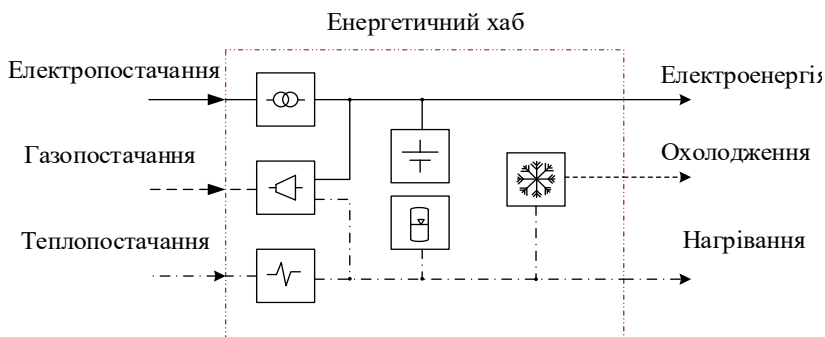 Енергетичний хаб
Електропостачання
Електроенергія
Газопостачання
Охолодження
Теплопостачання
Нагрівання